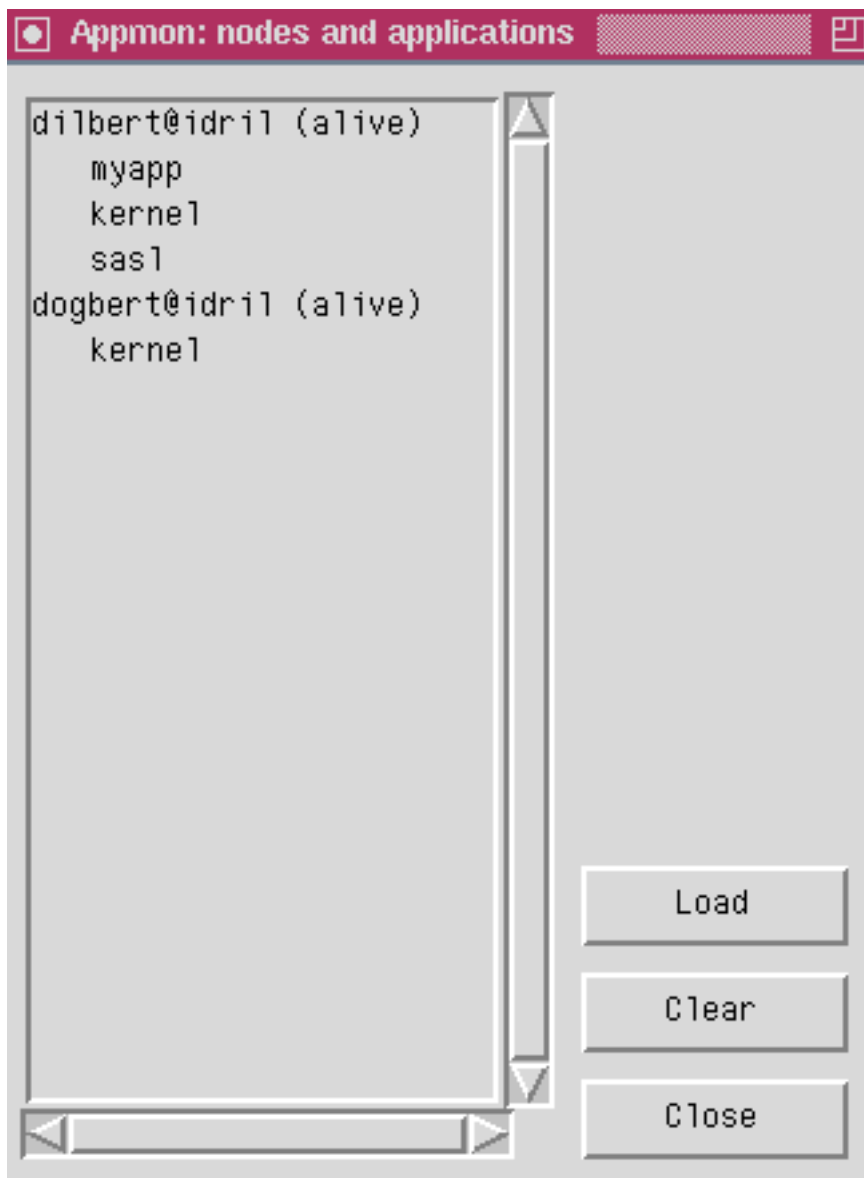 Appmon: nodes and applications
dilbert@idril (alive)
myapp
kernel
sasl
dogbert@idril (alive)
kernel
Load
Clear
Close